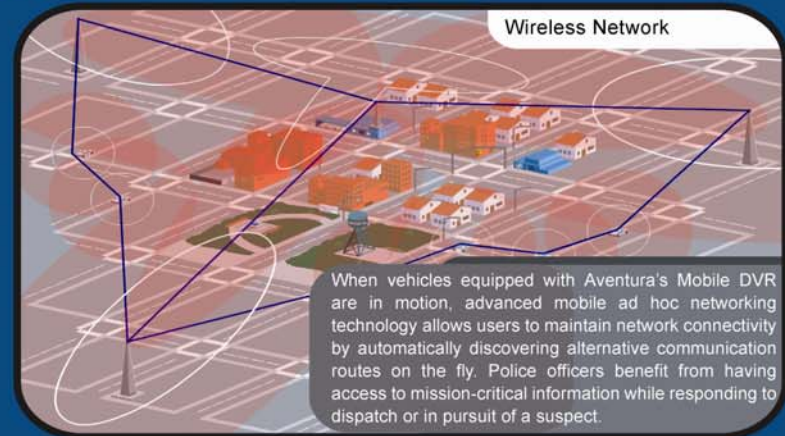 Wireless Network
When vehicles equipped with Aventura's Mobile DVR
are in motion, advanced mobile ad hoc networking
technology allows users to maintain network connectivity
by automatically discovering alternative communication
routes on the fly. Police officers benefit from having
access to mission-critical information while responding to
dispatch or in pursuit of a suspect.